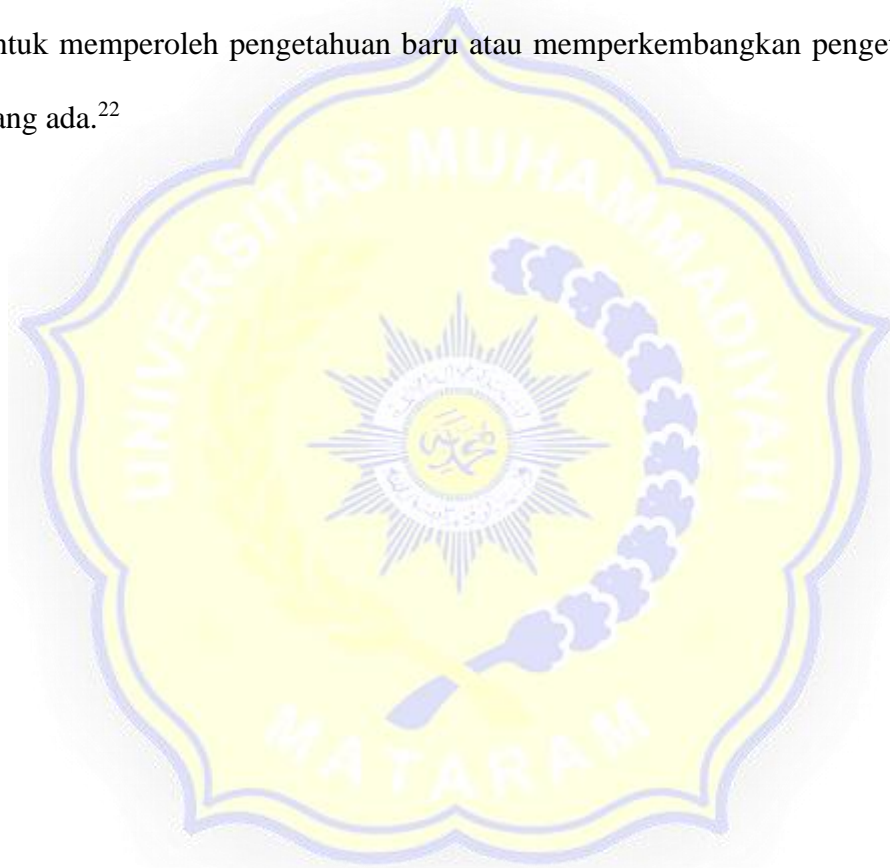 ntuk memperoleh pengetahuan baru atau memperkembangkan penget
ang ada.²²
UNIVERSITAS MUHAMMADIYAH
MATARAM